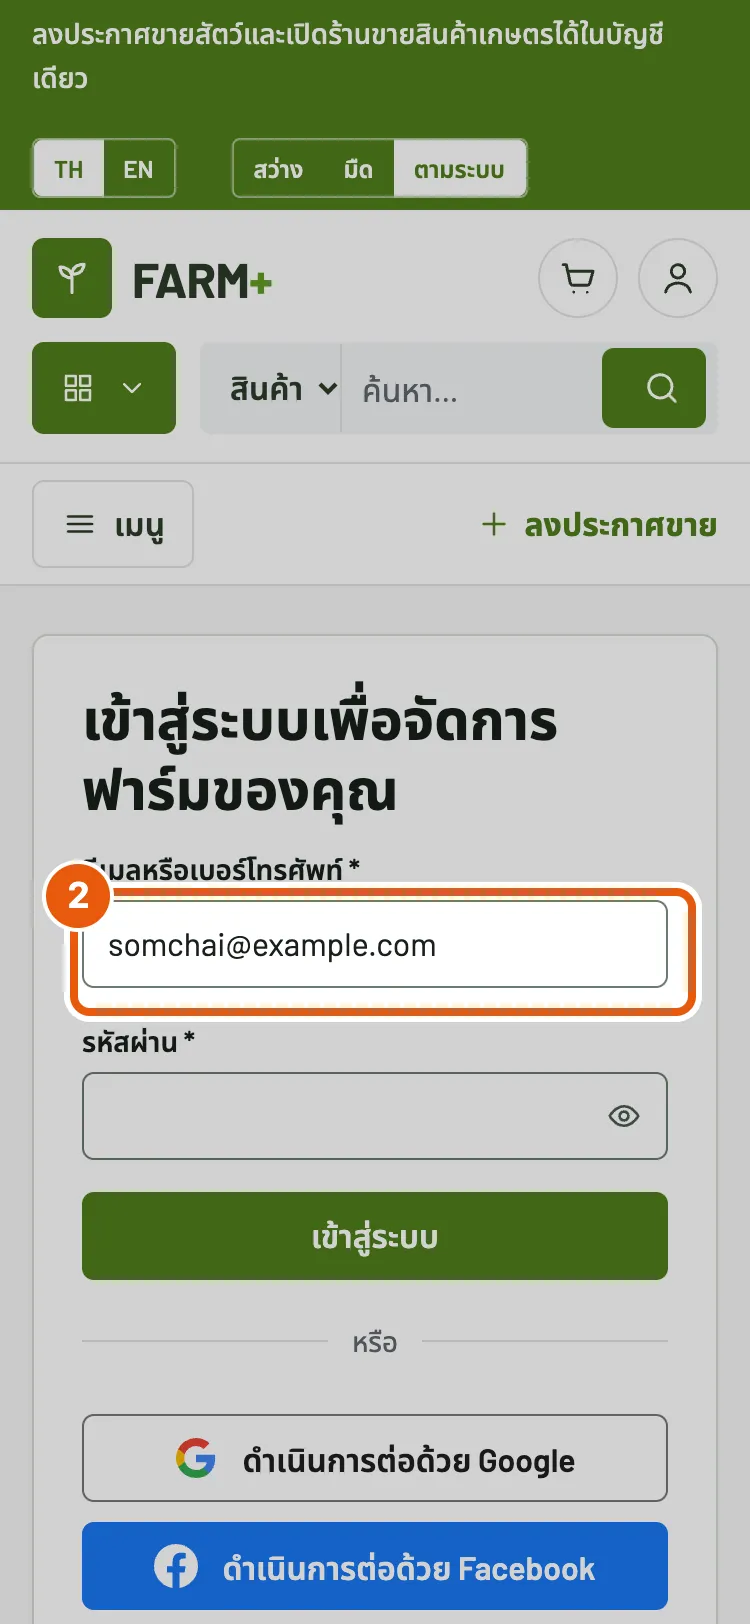 ลงประกาศขายสัตว์และเปิดร้านขายสินค้าเกษตรได้ในบัญชี
เดียว
TH EN สว่าง มืด ตามระบบ
FARM+
สินค้า ค้นหา...
เมนู + ลงประกาศขาย
เข้าสู่ระบบเพื่อจัดการ
ฟาร์มของคุณ
อีเมลหรือเบอร์โทรศัพท์ *
2
somchai@example.com
รหัสผ่าน *
เข้าสู่ระบบ
หรือ
ดำเนินการต่อด้วย Google
ดำเนินการต่อด้วย Facebook